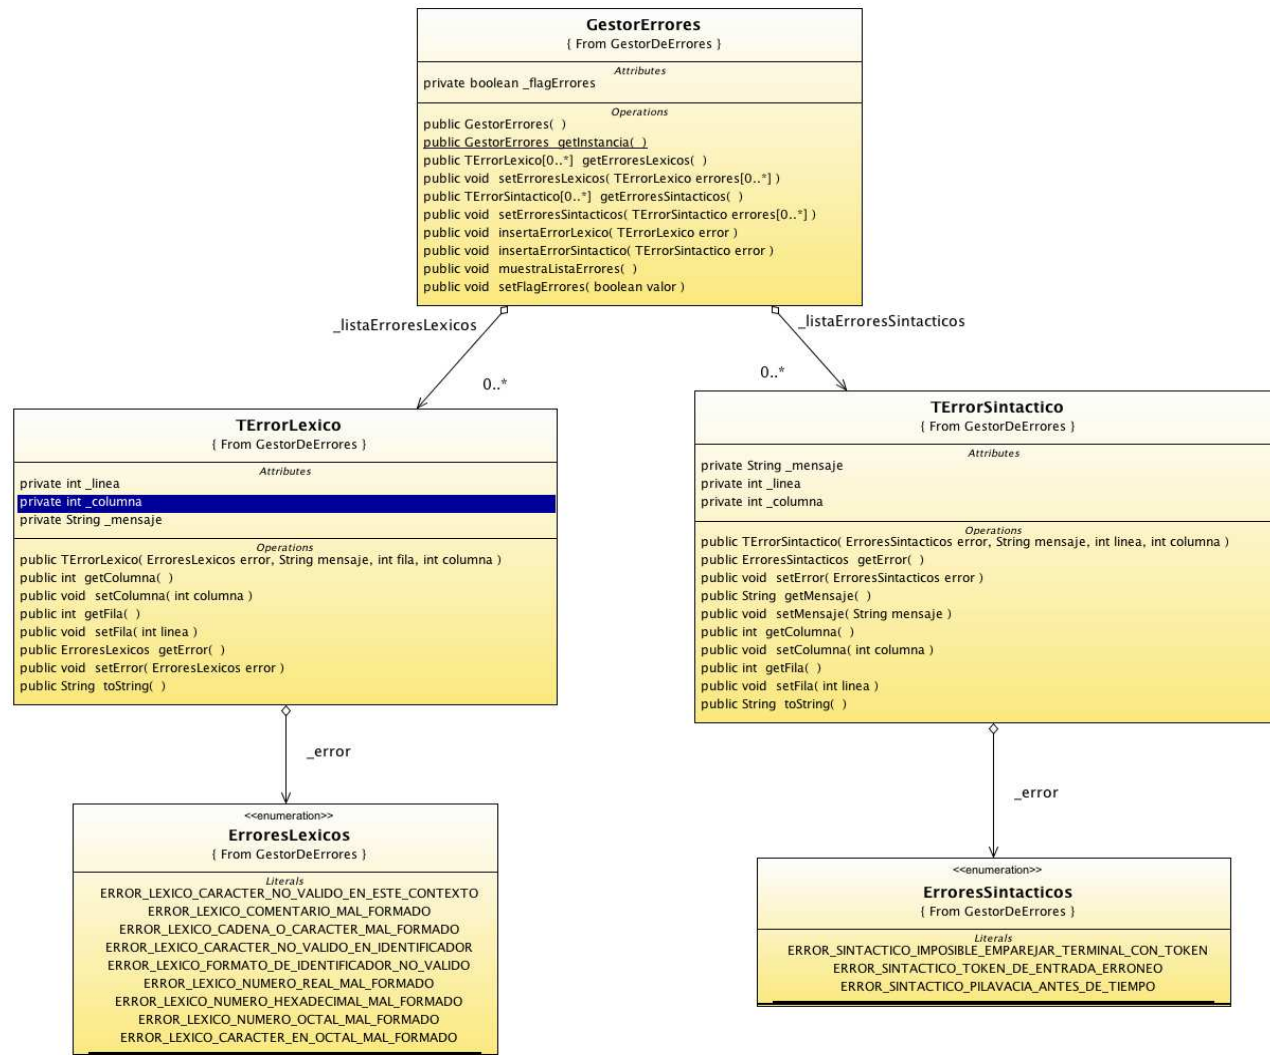 GestorErrores
{ From GestorDeErrores }
Attributes
private boolean _flagErrores
Operations
public GestorErrores( )
public GestorErrores getInstancia( )
public TErrorLexico[0..*] getErroresLexicos( )
public void setErroresLexicos( TErrorLexico errores[0..*] )
public TErrorSintactico[0..*] getErroresSintacticos( )
public void setErroresSintacticos( TErrorSintactico errores[0..*] )
public void insertaErrorLexico( TErrorLexico error )
public void insertaErrorSintactico( TErrorSintactico error )
public void muestraListaErrores( )
public void setFlagErrores( boolean valor )
_listaErroresLexicos
0..*
_listaErroresSintacticos
0..*
TErrorLexico
{ From GestorDeErrores }
Attributes
private int _linea
private int _columna
private String _mensaje
Operations
public TErrorLexico( ErroresLexicos error, String mensaje, int fila, int columna )
public int getColumna( )
public void setColumna( int columna )
public int getFila( )
public void setFila( int linea )
public ErroresLexicos getError( )
public void setError( ErroresLexicos error )
public String toString( )
TErrorSintactico
{ From GestorDeErrores }
Attributes
private String _mensaje
private int _linea
private int _columna
Operations
public TErrorSintactico( ErroresSintacticos error, String mensaje, int linea, int columna )
public ErroresSintacticos getError( )
public void setError( ErroresSintacticos error )
public String getMensaje( )
public void setMensaje( String mensaje )
public int getColumna( )
public void setColumna( int columna )
public int getFila( )
public void setFila( int linea )
public String toString( )
_error
<<enumeration>>
ErroresLexicos
{ From GestorDeErrores }
Literals
ERROR_LEXICO_CARACTER_NO_VALIDO_EN_ESTE_CONTEXTO
ERROR_LEXICO_COMENTARIO_MAL_FORMADO
ERROR_LEXICO_CADENA_O_CARACTER_MAL_FORMADO
ERROR_LEXICO_CARACTER_NO_VALIDO_EN_IDENTIFICADOR
ERROR_LEXICO_FORMATO_DE_IDENTIFICADOR_NO_VALIDO
ERROR_LEXICO_NUMERO_REAL_MAL_FORMADO
ERROR_LEXICO_NUMERO_HEXADECIMAL_MAL_FORMADO
ERROR_LEXICO_NUMERO_OCTAL_MAL_FORMADO
ERROR_LEXICO_CARACTER_EN_OCTAL_MAL_FORMADO
_error
<<enumeration>>
ErroresSintacticos
{ From GestorDeErrores }
Literals
ERROR_SINTACTICO_IMPOSIBLE_EMPAREJAR_TERMINAL_CON_TOKEN
ERROR_SINTACTICO_TOKEN_DE_ENTRADA_ERRONEO
ERROR_SINTACTICO_PILAVACIA_ANTES_DE_TIEMPO